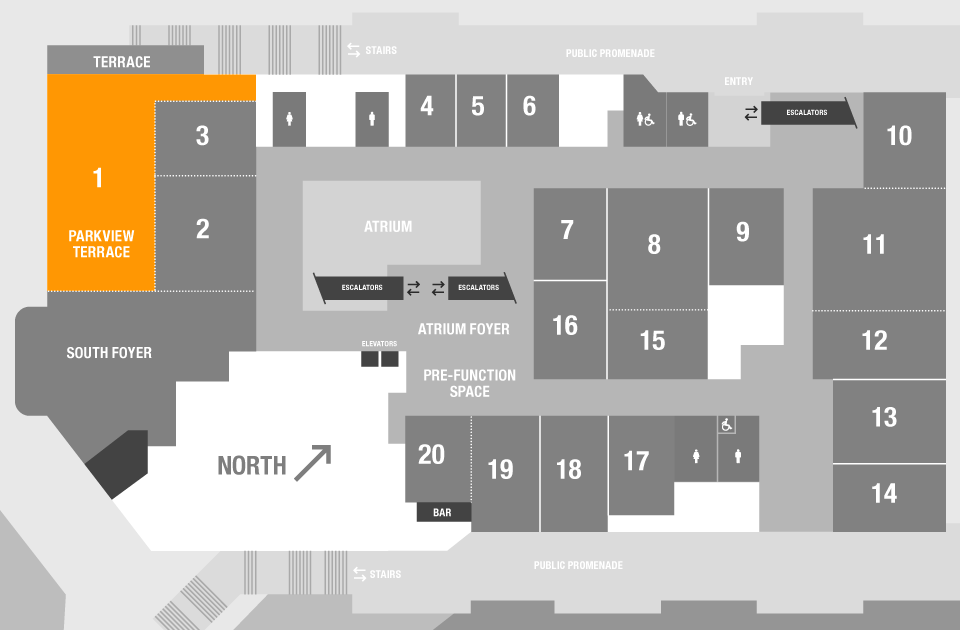 STAIRS
PUBLIC PROMENADE
TERRACE
ENTRY
4
5
6
ESCALATORS
3
10
1
2
PARKVIEW
TERRACE
ATRIUM
7
8
9
11
ESCALATORS
ESCALATORS
ATRIUM FOYER
16
15
12
SOUTH FOYER
ELEVATORS
PRE-FUNCTION
SPACE
13
NORTH
20
19
18
17
14
BAR
STAIRS
PUBLIC PROMENADE